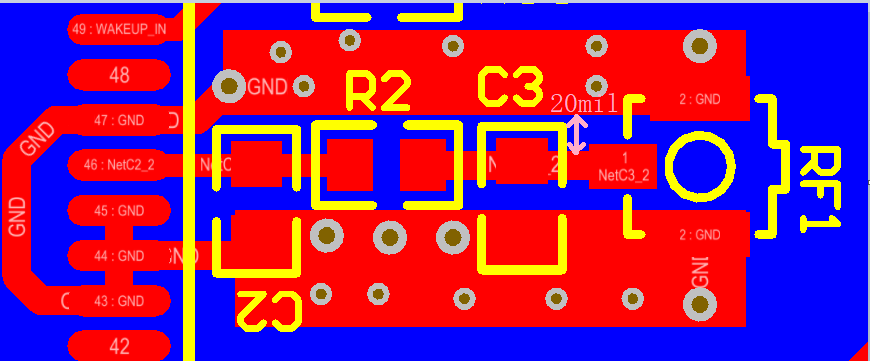 49 : WAKEUP_IN
48
GND
R2
C3
20mil
2 : GND
47 : GND
GND
46 : NetC2_2
1
NetC3_2
RF1
45 : GND
GND
44 : GND
2 : GND
43 : GND
C2
42